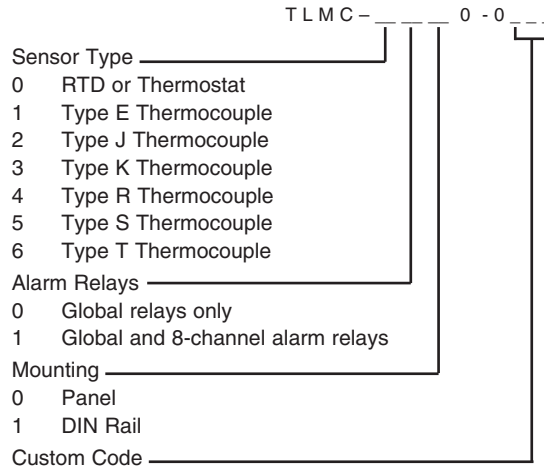 TLMC–_ _ _ 0 -0_ _ _
Sensor Type
0 RTD or Thermostat
1 Type E Thermocouple
2 Type J Thermocouple
3 Type K Thermocouple
4 Type R Thermocouple
5 Type S Thermocouple
6 Type T Thermocouple
Alarm Relays
0 Global relays only
1 Global and 8-channel alarm relays
Mounting
0 Panel
1 DIN Rail
Custom Code